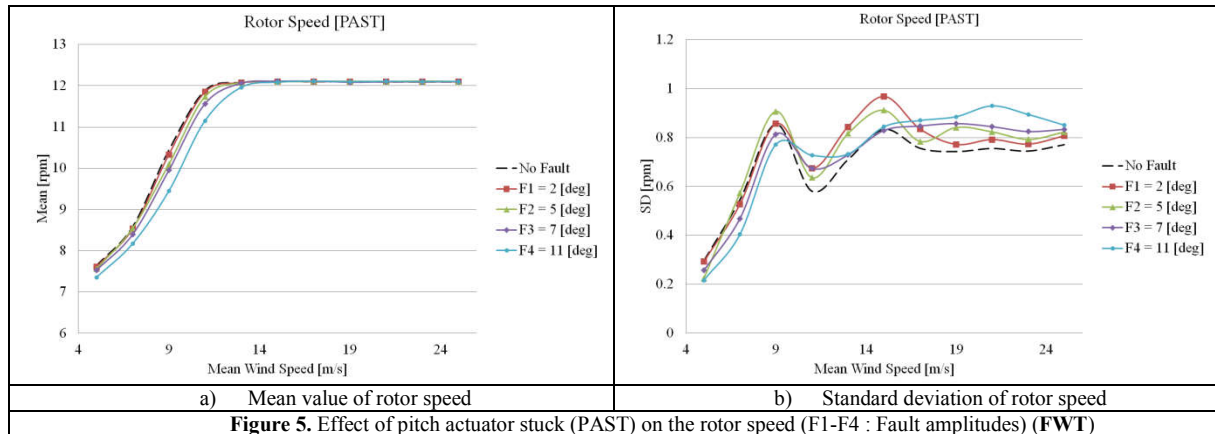 Rotor Speed [PAST]
13
12
11
10
9
8
7
6
Mean [rpm]
4
9
14
19
24
Mean Wind Speed [m/s]
No Fault
F1 = 2 [deg]
F2 = 5 [deg]
F3 = 7 [deg]
F4 = 11 [deg]
Rotor Speed [PAST]
1.2
1
0.8
0.6
0.4
0.2
0
SD [rpm]
4
9
14
19
24
Mean Wind Speed [m/s]
No Fault
F1 = 2 [deg]
F2 = 5 [deg]
F3 = 7 [deg]
F4 = 11 [deg]
a) Mean value of rotor speed
b) Standard deviation of rotor speed
Figure 5. Effect of pitch actuator stuck (PAST) on the rotor speed (F1-F4 : Fault amplitudes) (FWT)